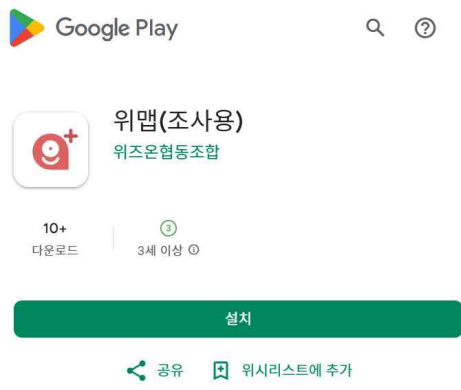 Google Play
위맵(조사용)
위즈온협동조합
10+
다운로드
3
3세 이상
설치
공유
위시리스트에 추가